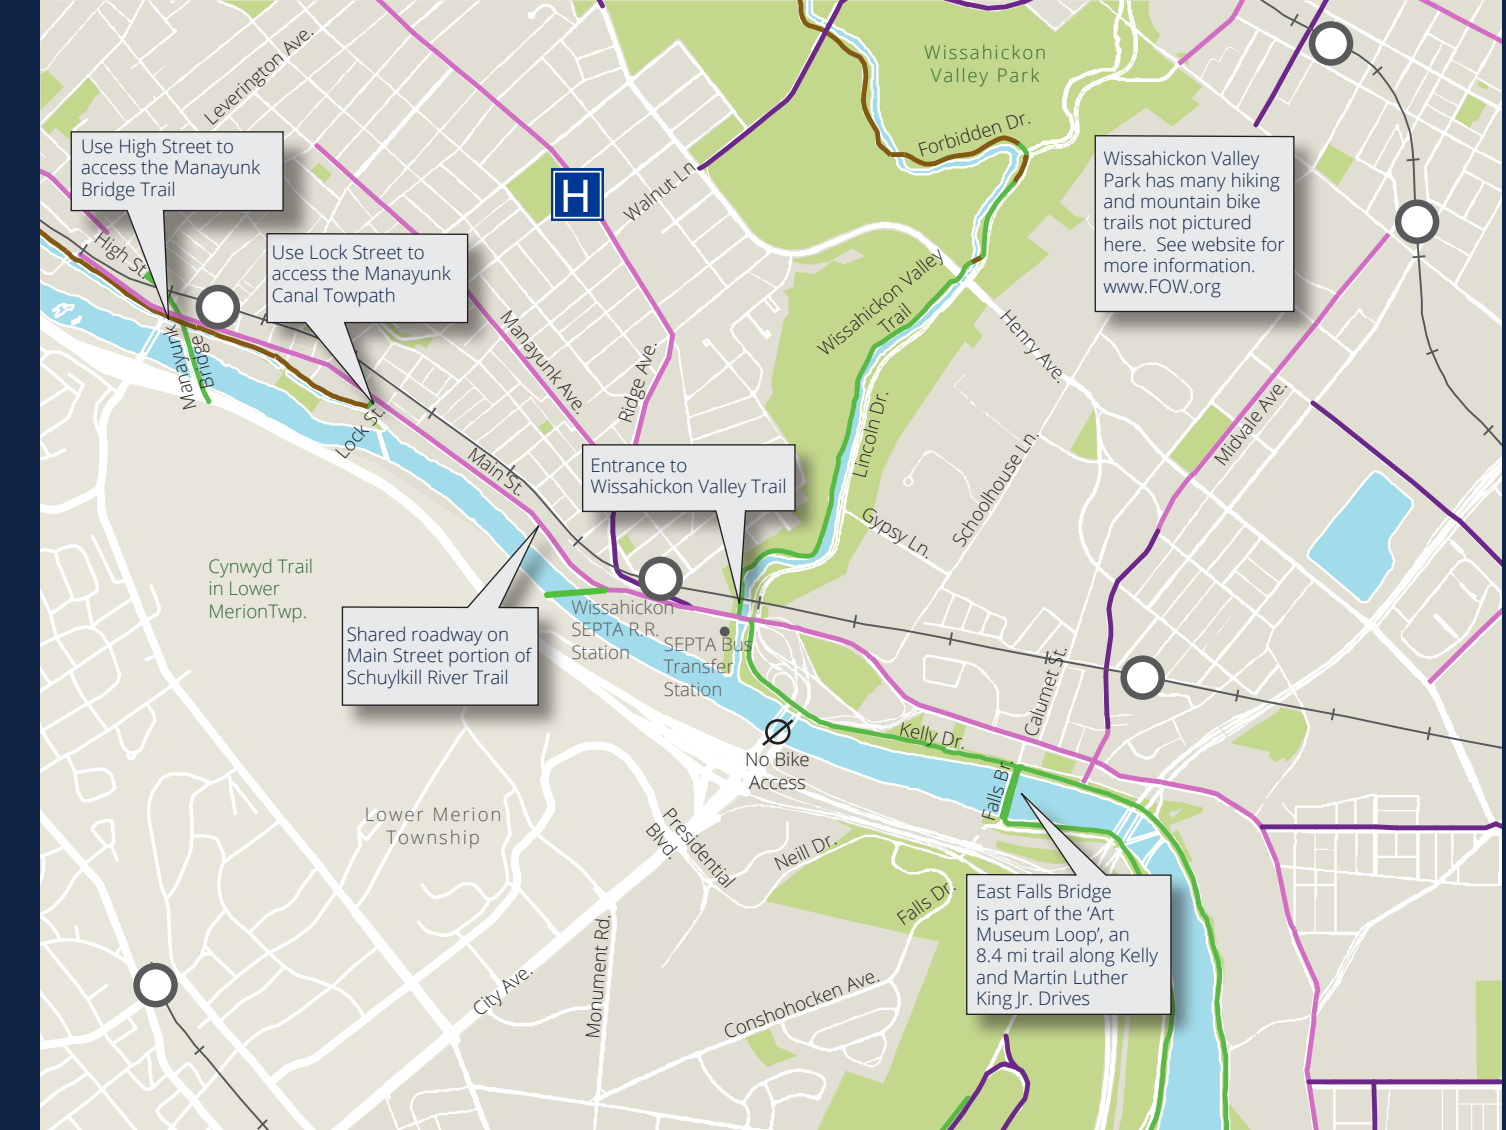 Wissahickon
Valley Park
Leverington Ave.
Forbidden Dr.
Use High Street to
access the Manayunk
Bridge Trail
Wissahickon Valley
Park has many hiking
and mountain bike
trails not pictured
here.  See website for
more information.
www.FOW.org
H
Walnut Ln.
High St.
Use Lock Street to
access the Manayunk
Canal Towpath
Wissahickon Valley
Trail
Manayunk
Bridge
Manayunk Ave.
Ridge Ave.
Henry Ave.
Lock St.
Main St.
Lincoln Dr.
Midvale Ave.
Schoolhouse Ln.
Entrance to
Wissahickon Valley Trail
Gypsy Ln.
Cynwyd Trail
in Lower
MerionTwp.
Wissahickon
SEPTA R.R.
Station
SEPTA Bus
Transfer
Station
Shared roadway on
Main Street portion of
Schuylkill River Trail
Calumet St.
Kelly Dr.
No Bike
Access
Falls Br.
Lower Merion
Township
Presidential
Blvd.
Neill Dr.
Falls Dr.
East Falls Bridge
is part of the ‘Art
Museum Loop’, an
8.4 mi trail along Kelly
and Martin Luther
King Jr. Drives
Monument Rd.
City Ave.
Conshohocken Ave.